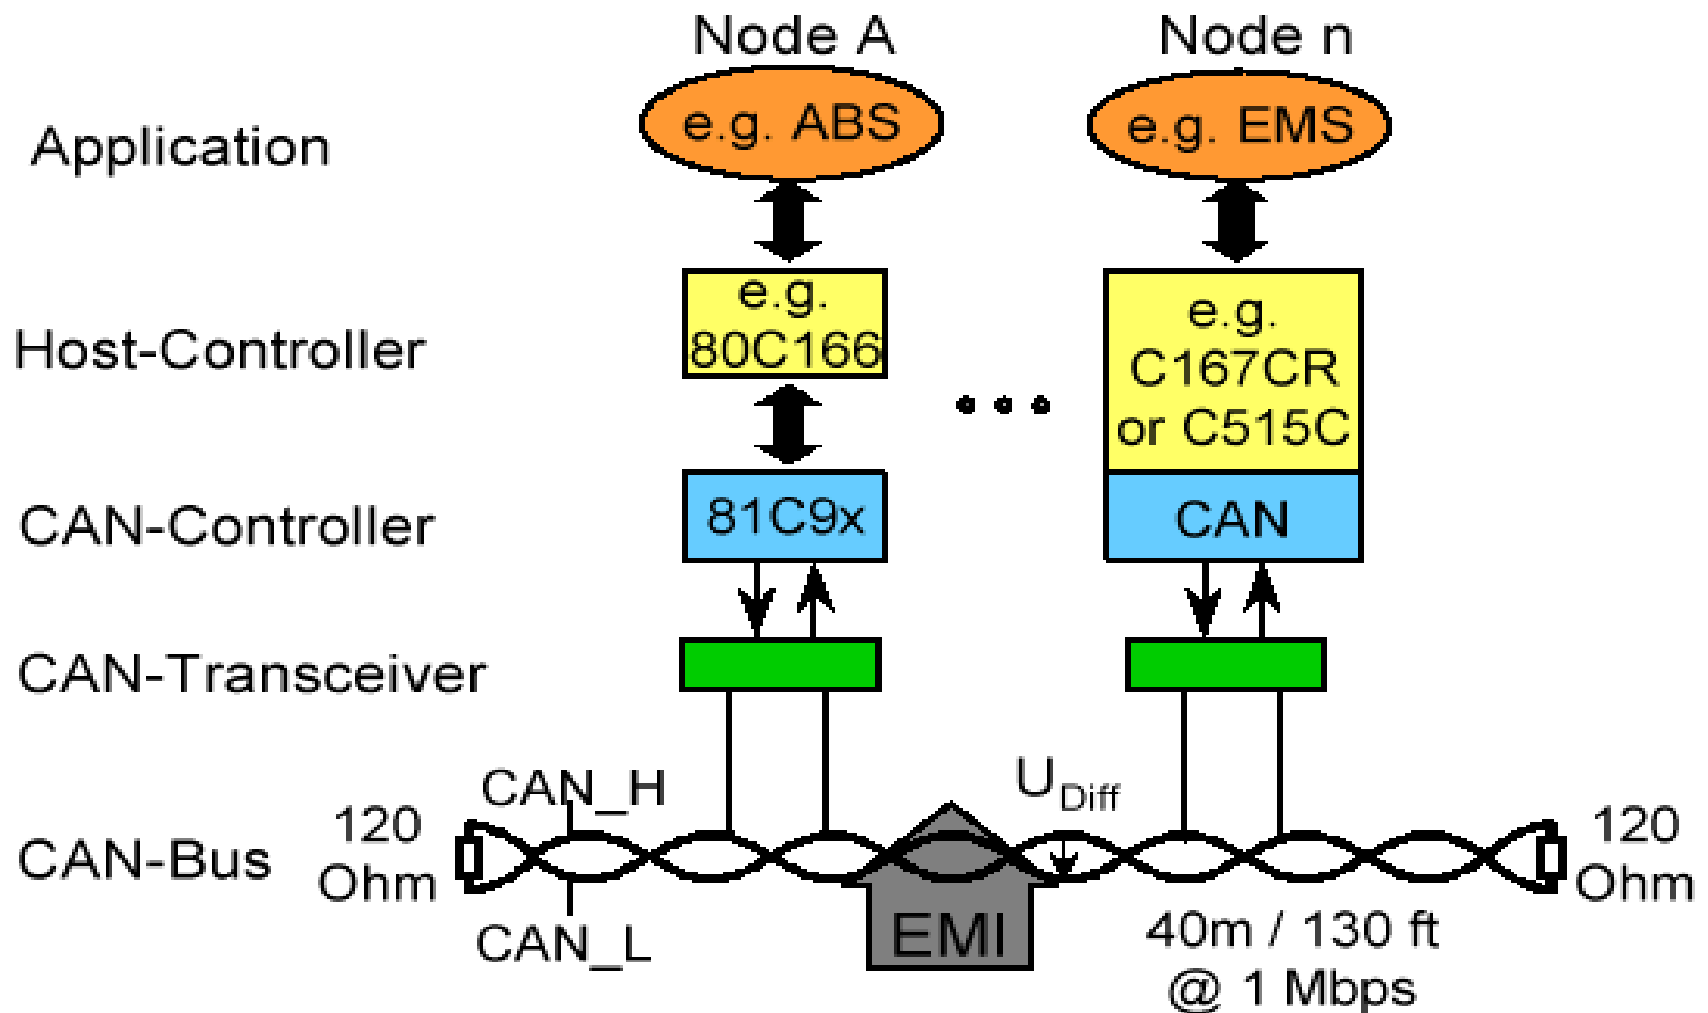 Node A
Node n
Application
e.g. ABS
e.g. EMS
Host-Controller
e.g.
80C166
e.g.
C167CR
or C515C
CAN-Controller
81C9x
CAN
CAN-Transceiver
CAN-Bus
120
Ohm
CAN_H
CAN_L
EMI
UDiff
40m / 130 ft
@ 1 Mbps
120
Ohm